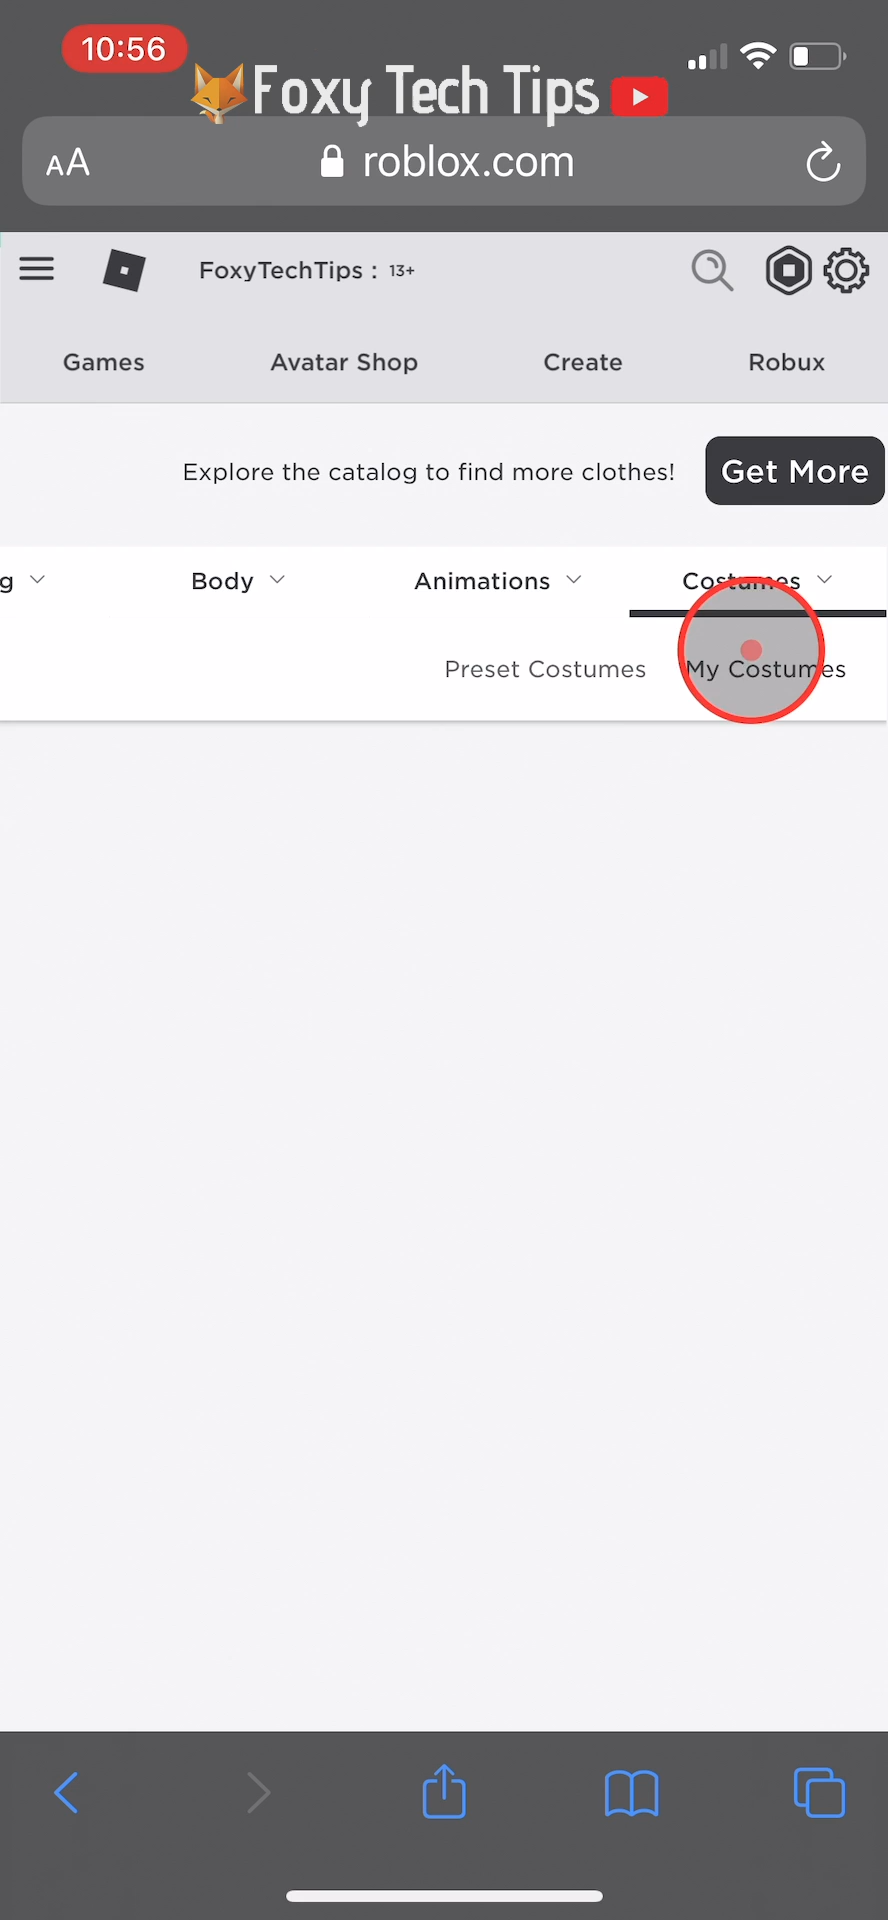 10:56
Foxy Tech Tips
AA
roblox.com
FoxyTechTips : 13+
Games Avatar Shop Create Robux
Explore the catalog to find more clothes! Get More
g Body Animations Costumes
Preset Costumes My Costumes